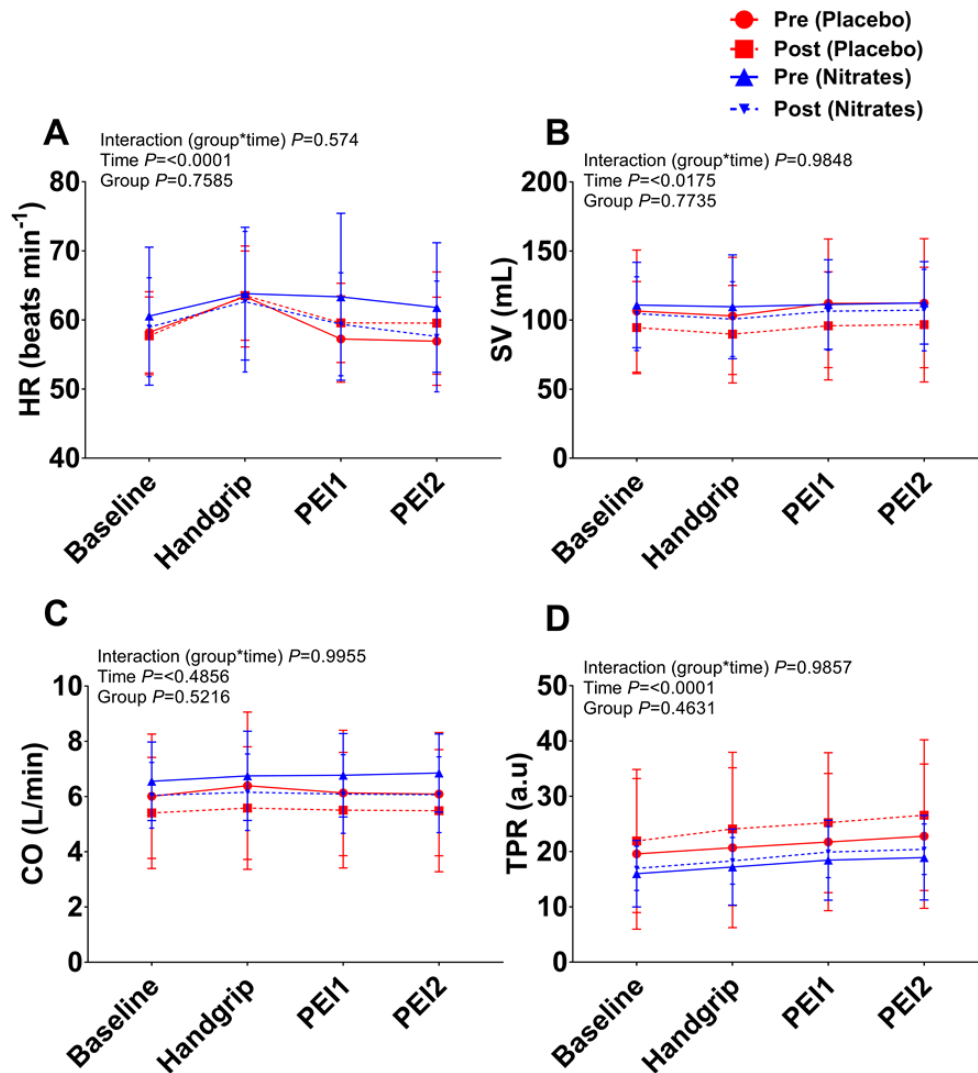 Pre (Placebo)
Post (Placebo)
Pre (Nitrates)
Post (Nitrates)
A
Interaction (group*time) P=0.574
Time P=<0.0001
Group P=0.7585
80
70
60
50
40
HR (beats min⁻¹)
Baseline
Handgrip
PEI1
PEI2
B
Interaction (group*time) P=0.9848
Time P=<0.0175
Group P=0.7735
200
150
100
50
0
SV (mL)
Baseline
Handgrip
PEI1
PEI2
C
Interaction (group*time) P=0.9955
Time P=<0.4856
Group P=0.5216
10
8
6
4
2
0
CO (L/min)
Baseline
Handgrip
PEI1
PEI2
D
Interaction (group*time) P=0.9857
Time P=<0.0001
Group P=0.4631
50
40
30
20
10
0
TPR (a.u)
Baseline
Handgrip
PEI1
PEI2